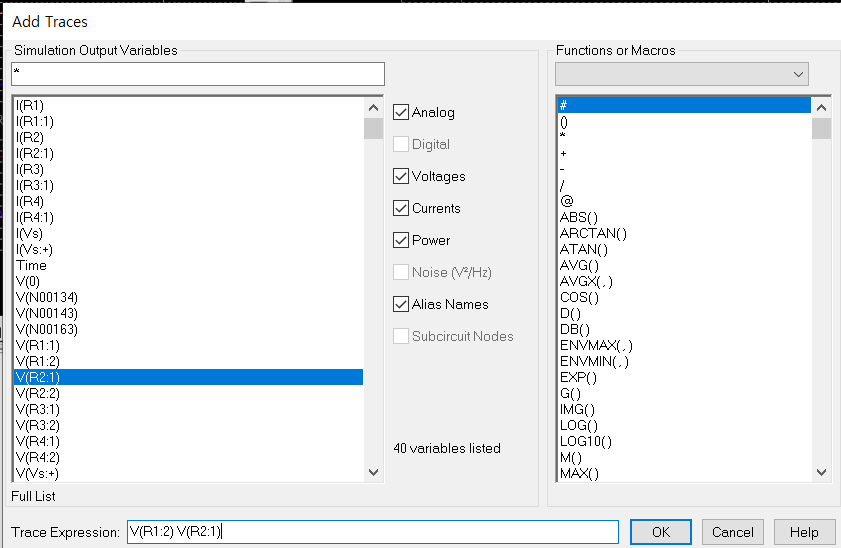 Add Traces
Simulation Output Variables
*
I(R1)
I(R1:1)
I(R2)
I(R2:1)
I(R3)
I(R3:1)
I(R4)
I(R4:1)
I(Vs)
I(Vs:+)
Time
V(0)
V(N00134)
V(N00143)
V(N00163)
V(R1:1)
V(R1:2)
V(R2:1)
V(R2:2)
V(R3:1)
V(R3:2)
V(R4:1)
V(R4:2)
V(Vs:+)
Full List
Analog
Digital
Voltages
Currents
Power
Noise (V²/Hz)
Alias Names
Subcircuit Nodes
40 variables listed
Functions or Macros
#
()
*
+
-
/
@
ABS()
ARCTAN()
ATAN()
AVG()
AVGX(,)
COS()
D()
DB()
ENVMAX(,)
ENVMIN(,)
EXP()
G()
IMG()
LOG()
LOG10()
M()
MAX()
Trace Expression: V(R1:2) V(R2:1)
OK Cancel Help